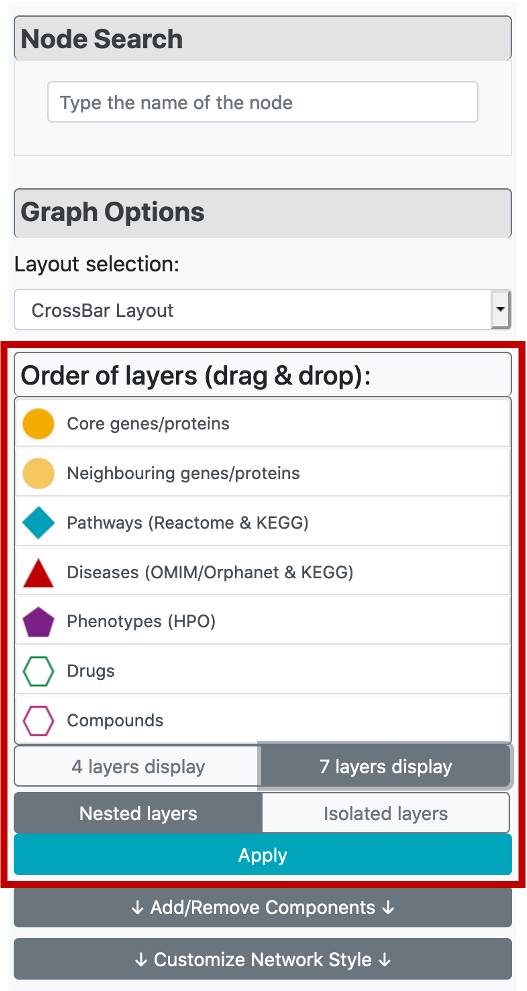 Node Search
Type the name of the node
Graph Options
Layout selection:
CrossBar Layout
Order of layers (drag & drop):
Core genes/proteins
Neighbouring genes/proteins
Pathways (Reactome & KEGG)
Diseases (OMIM/Orphanet & KEGG)
Phenotypes (HPO)
Drugs
Compounds
4 layers display 7 layers display
Nested layers Isolated layers
Apply
↓ Add/Remove Components ↓
↓ Customize Network Style ↓